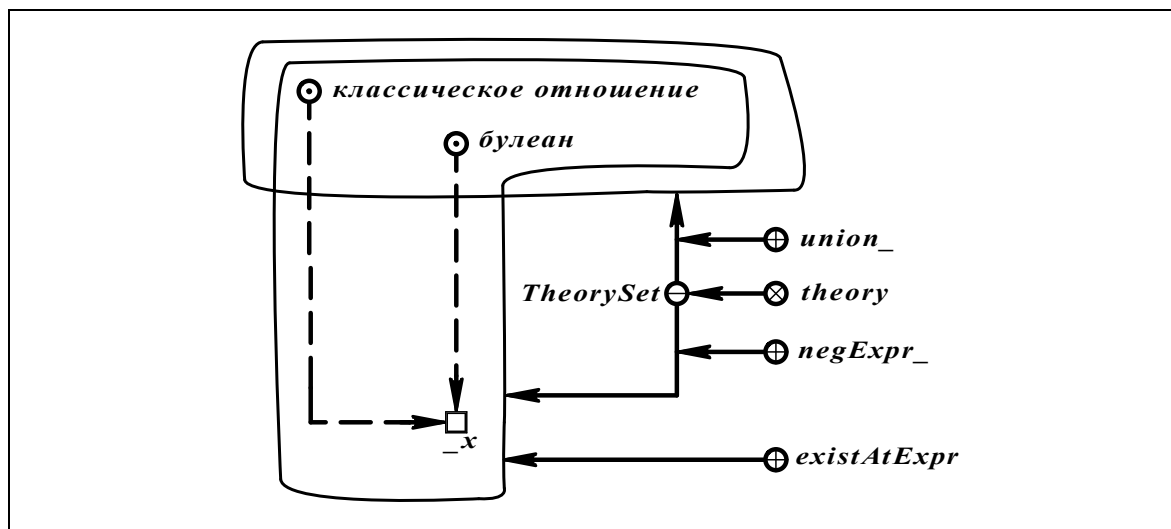 классическое отношение
булеан
union_
TheorySet theory
negExpr_
_x
existAtExpr